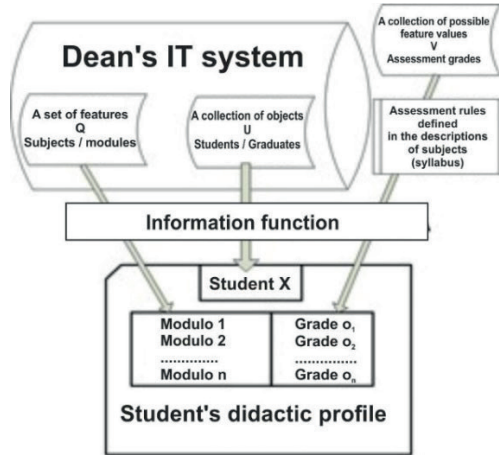 A collection of possible
feature values
V
Assessment grades
Dean's IT system
A set of features
Q
Subjects / modules
A collection of objects
U
Students / Graduates
Assessment rules
defined
in the descriptions
of subjects
(syllabus)
Information function
Student X
Modulo 1
Modulo 2
..............
Modulo n
Grade o₁
Grade o₂
...............
Grade oₙ
Student's didactic profile